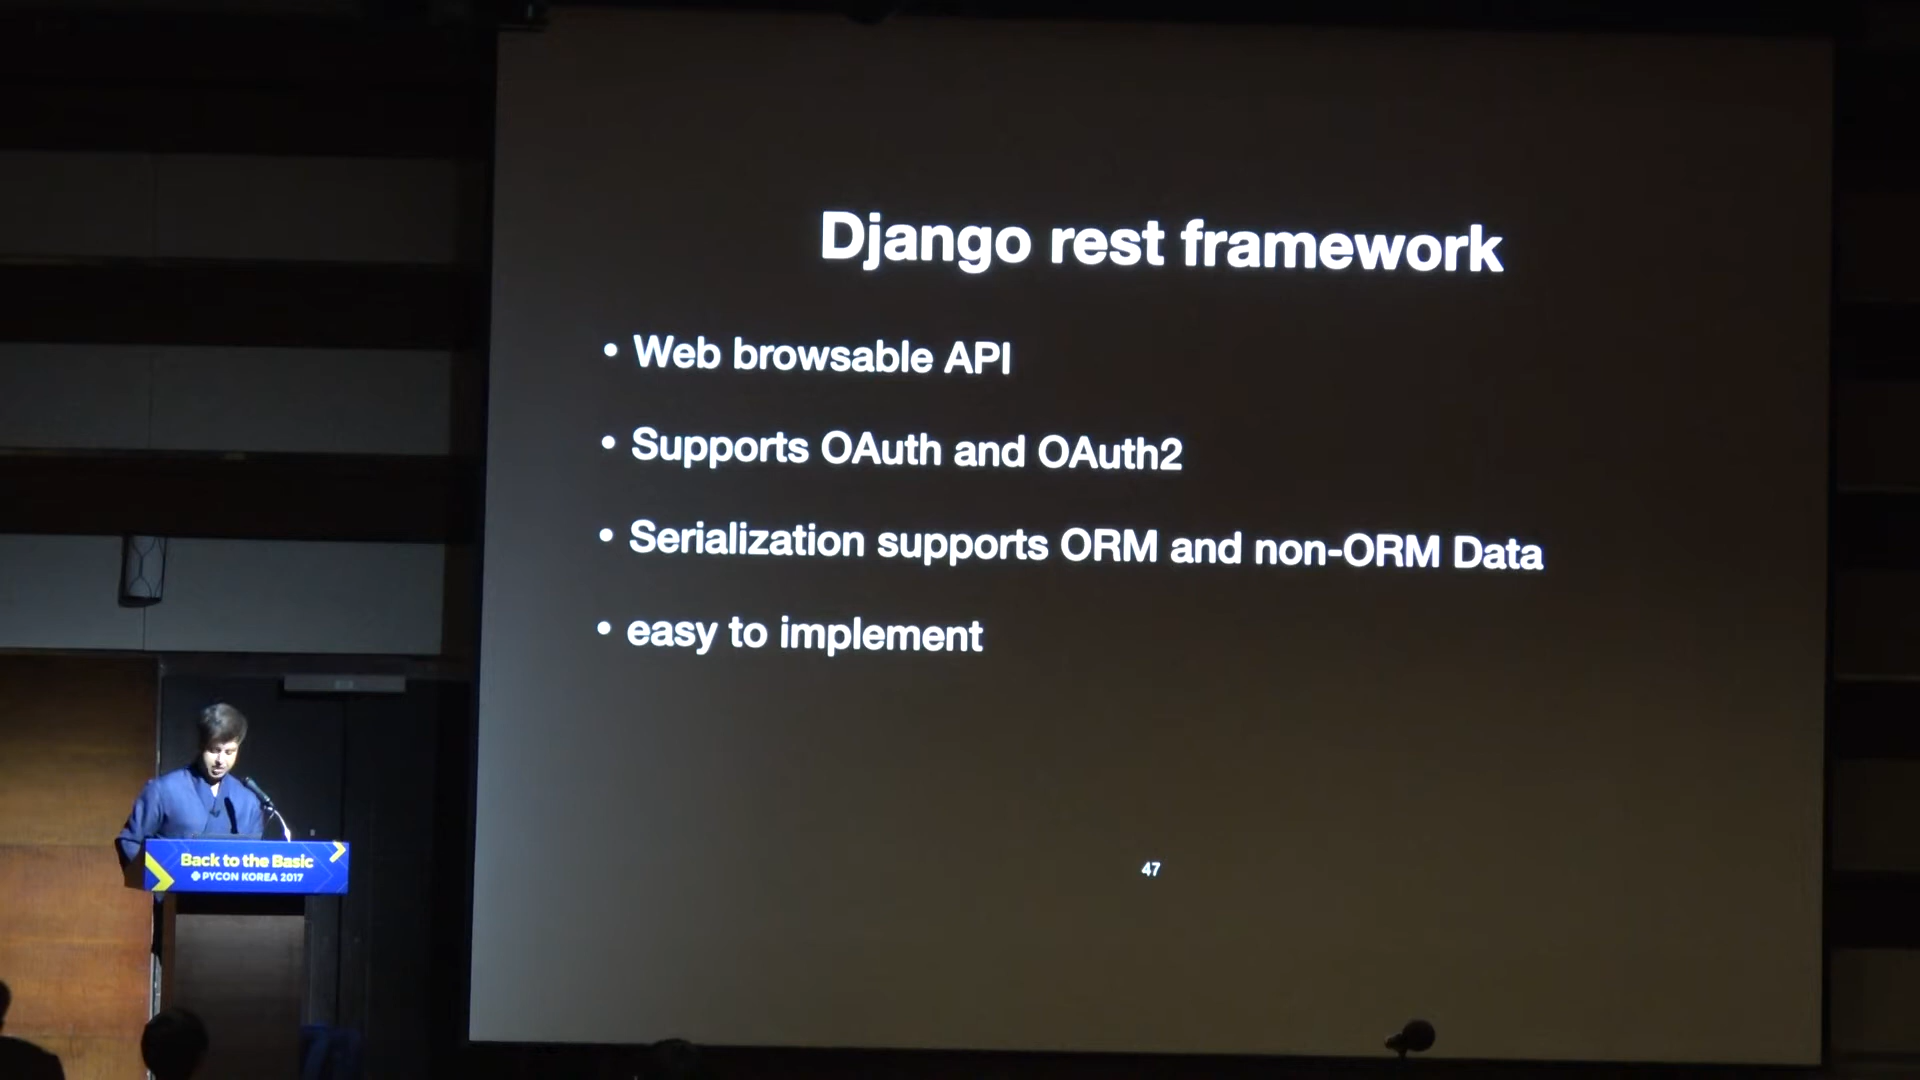 Django rest framework
• Web browsable API
• Supports OAuth and OAuth2
• Serialization supports ORM and non-ORM Data
• easy to implement
47
Back to the Basic
PYCON KOREA 2017